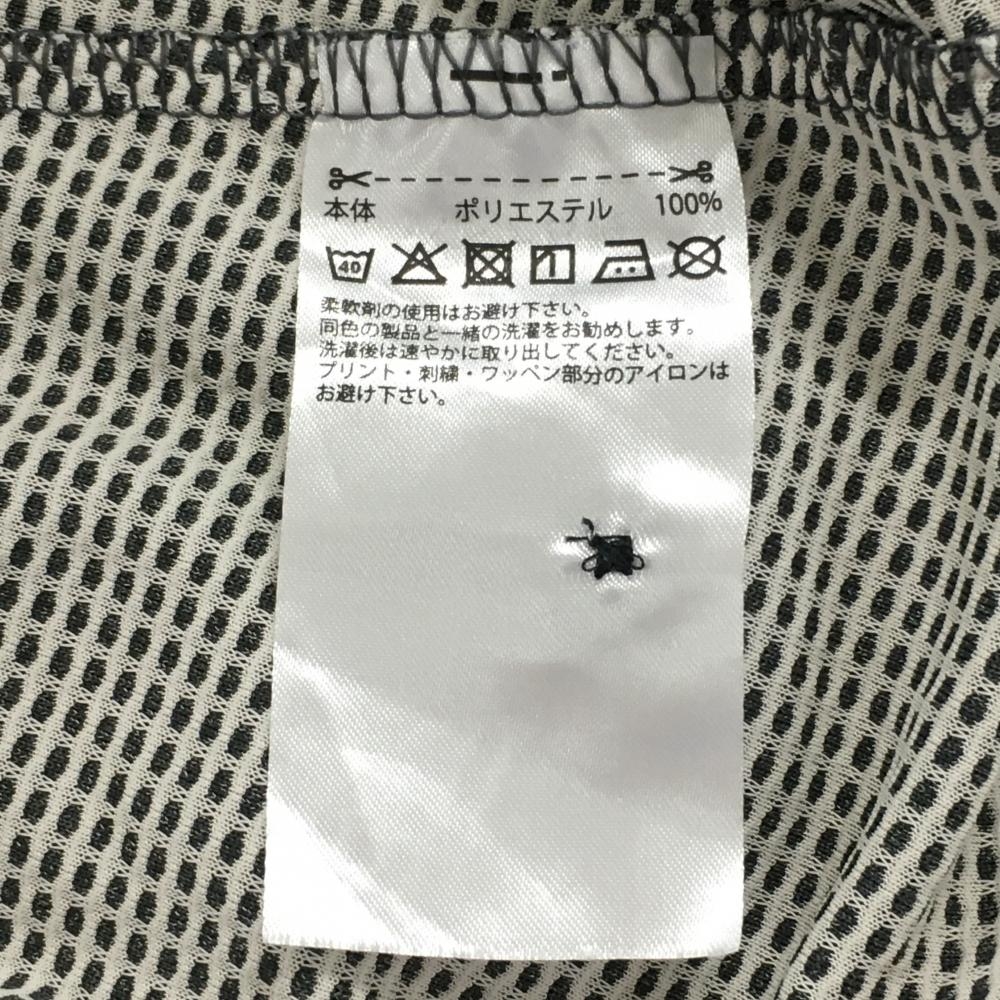 本体 ポリエステル 100%
40
柔軟剤の使用はお避け下さい。
同色の製品と一緒の洗濯をお勧めします。
洗濯後は速やかに取り出してください。
プリント・刺繍・ワッペン部分のアイロンは
お避け下さい。